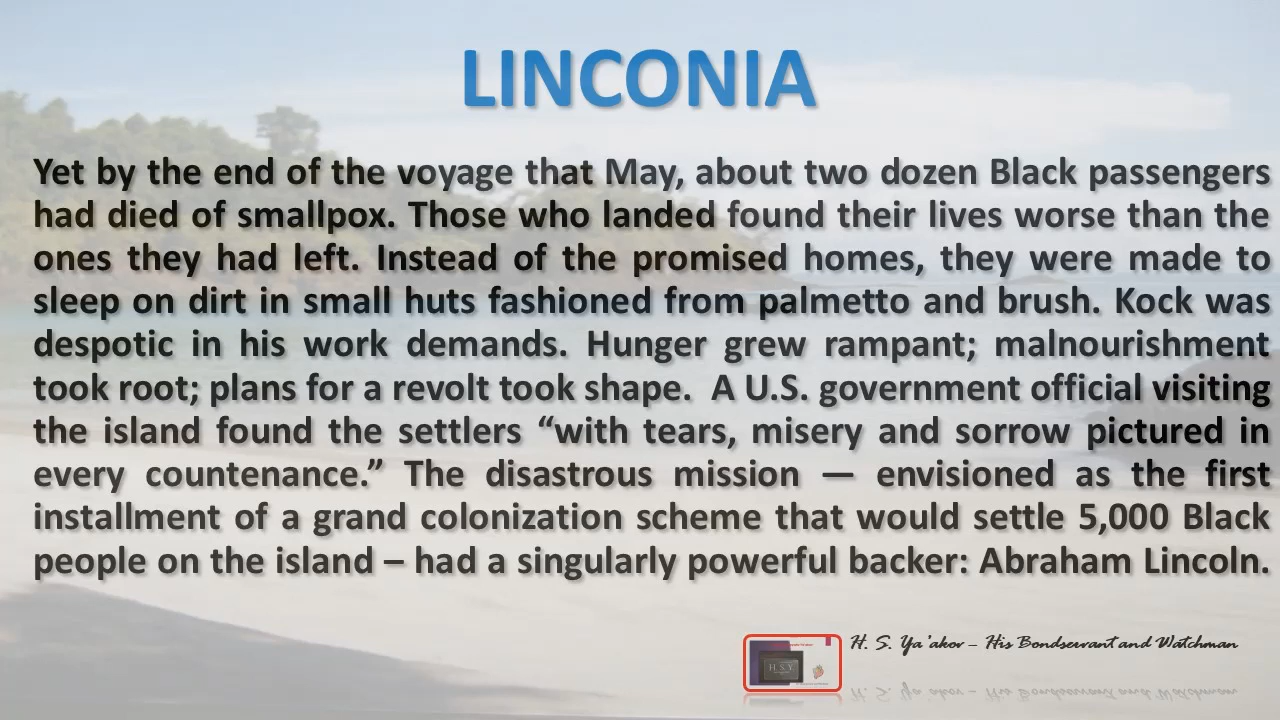 LINCONIA
Yet by the end of the voyage that May, about two dozen Black passengers
had died of smallpox. Those who landed found their lives worse than the
ones they had left. Instead of the promised homes, they were made to
sleep on dirt in small huts fashioned from palmetto and brush. Kock was
despotic in his work demands. Hunger grew rampant; malnourishment
took root; plans for a revolt took shape.  A U.S. government official visiting
the island found the settlers “with tears, misery and sorrow pictured in
every countenance.” The disastrous mission — envisioned as the first
installment of a grand colonization scheme that would settle 5,000 Black
people on the island – had a singularly powerful backer: Abraham Lincoln.
H. S. Ya'akov – His Bondservant and Watchman
H.S.Y